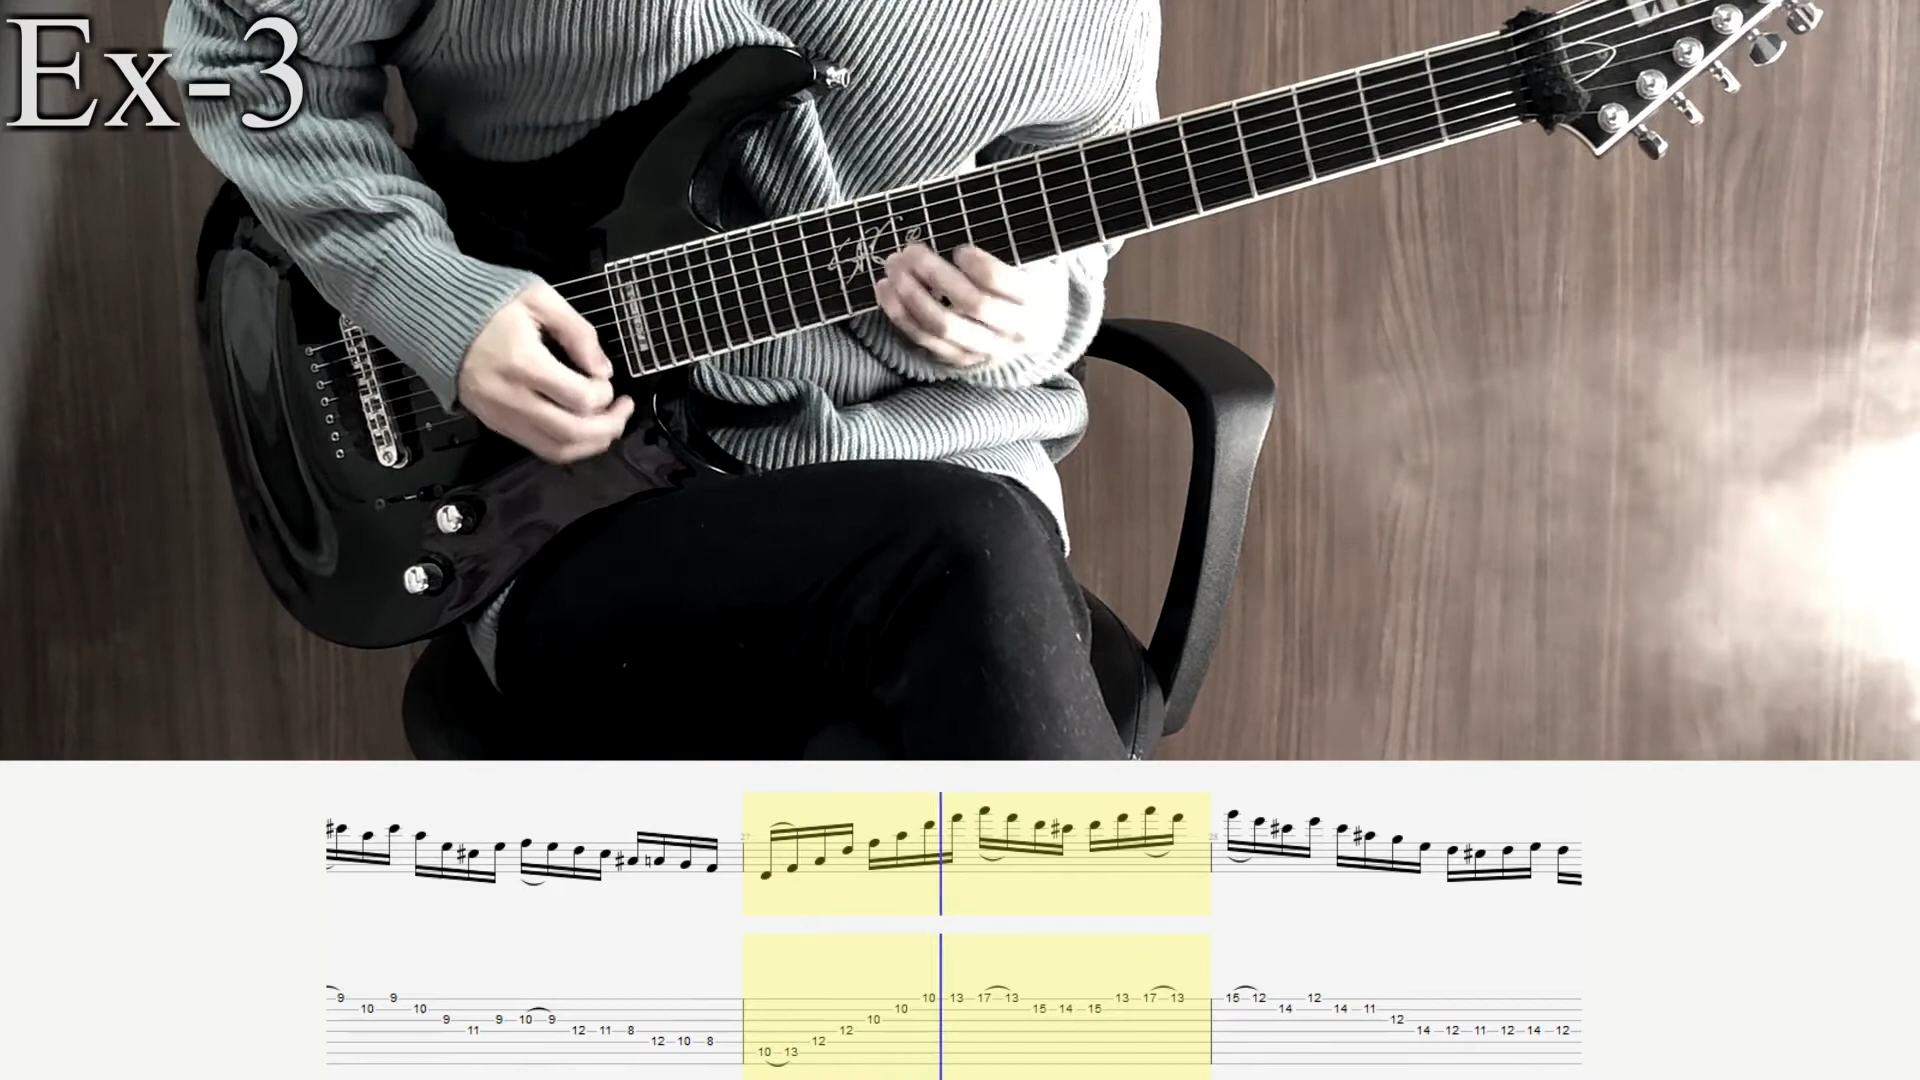 Ex-3
27
28
9 10 9 10 9 11 9 10 9 12 11 8 12 10 8
10 13 12 12 10 10 10 13 17 13 15 14 15 13 17 13
15 12 14 12 14 11 12 14 12 11 12 14 12